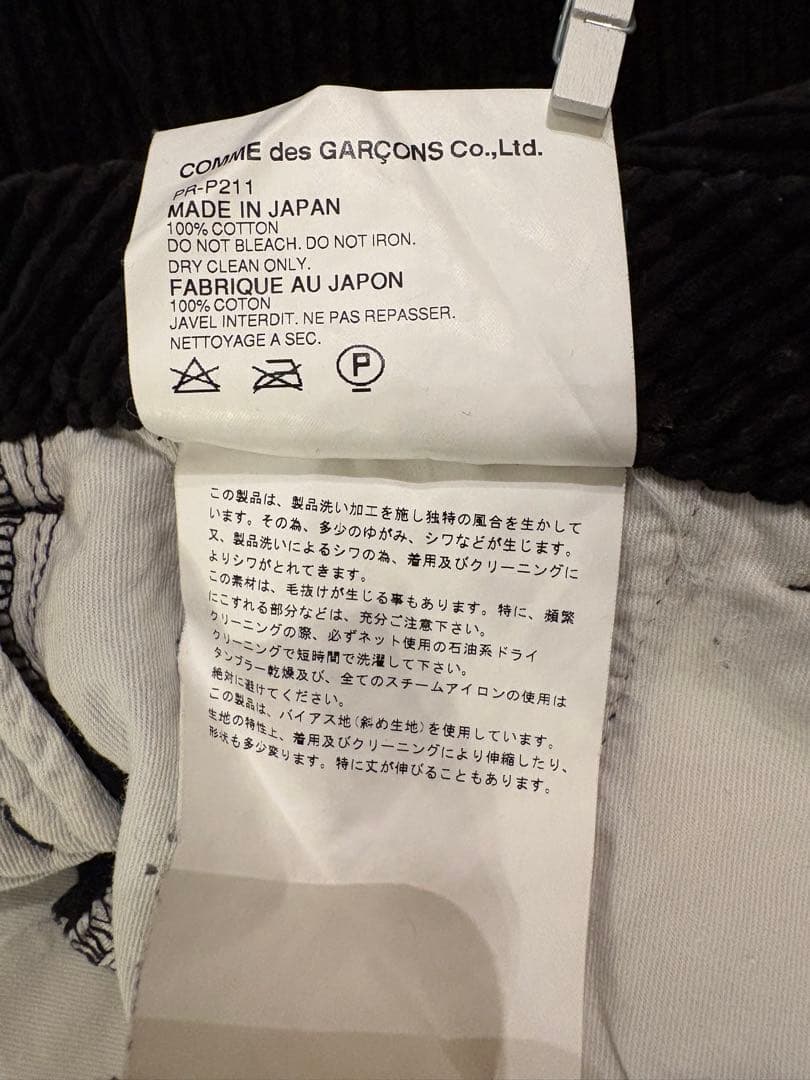 COMME des GARÇONS Co.,Ltd.
PR-P211
MADE IN JAPAN
100% COTTON
DO NOT BLEACH. DO NOT IRON.
DRY CLEAN ONLY.
FABRIQUE AU JAPON
100% COTON
JAVEL INTERDIT. NE PAS REPASSER.
NETTOYAGE A SEC.
P
この製品は、製品洗い加工を施し独特の風合を生かして
います。その為、多少のゆがみ、シワなどが生じます。
又、製品洗いによるシワの為、着用及びクリーニングに
よりシワがとれてきます。
この素材は、毛抜けが生じる事もあります。特に、頻繁
にこすれる部分などは、充分ご注意下さい。
クリーニングの際、必ずネット使用の石油系ドライ
クリーニングで短時間で洗濯して下さい。
タンブラー乾燥及び、全てのスチームアイロンの使用は
絶対に避けてください。
この製品は、バイアス地(斜め生地)を使用しています。
生地の特性上、着用及びクリーニングにより伸縮したり、
形状も多少変ります。特に丈が伸びることもあります。